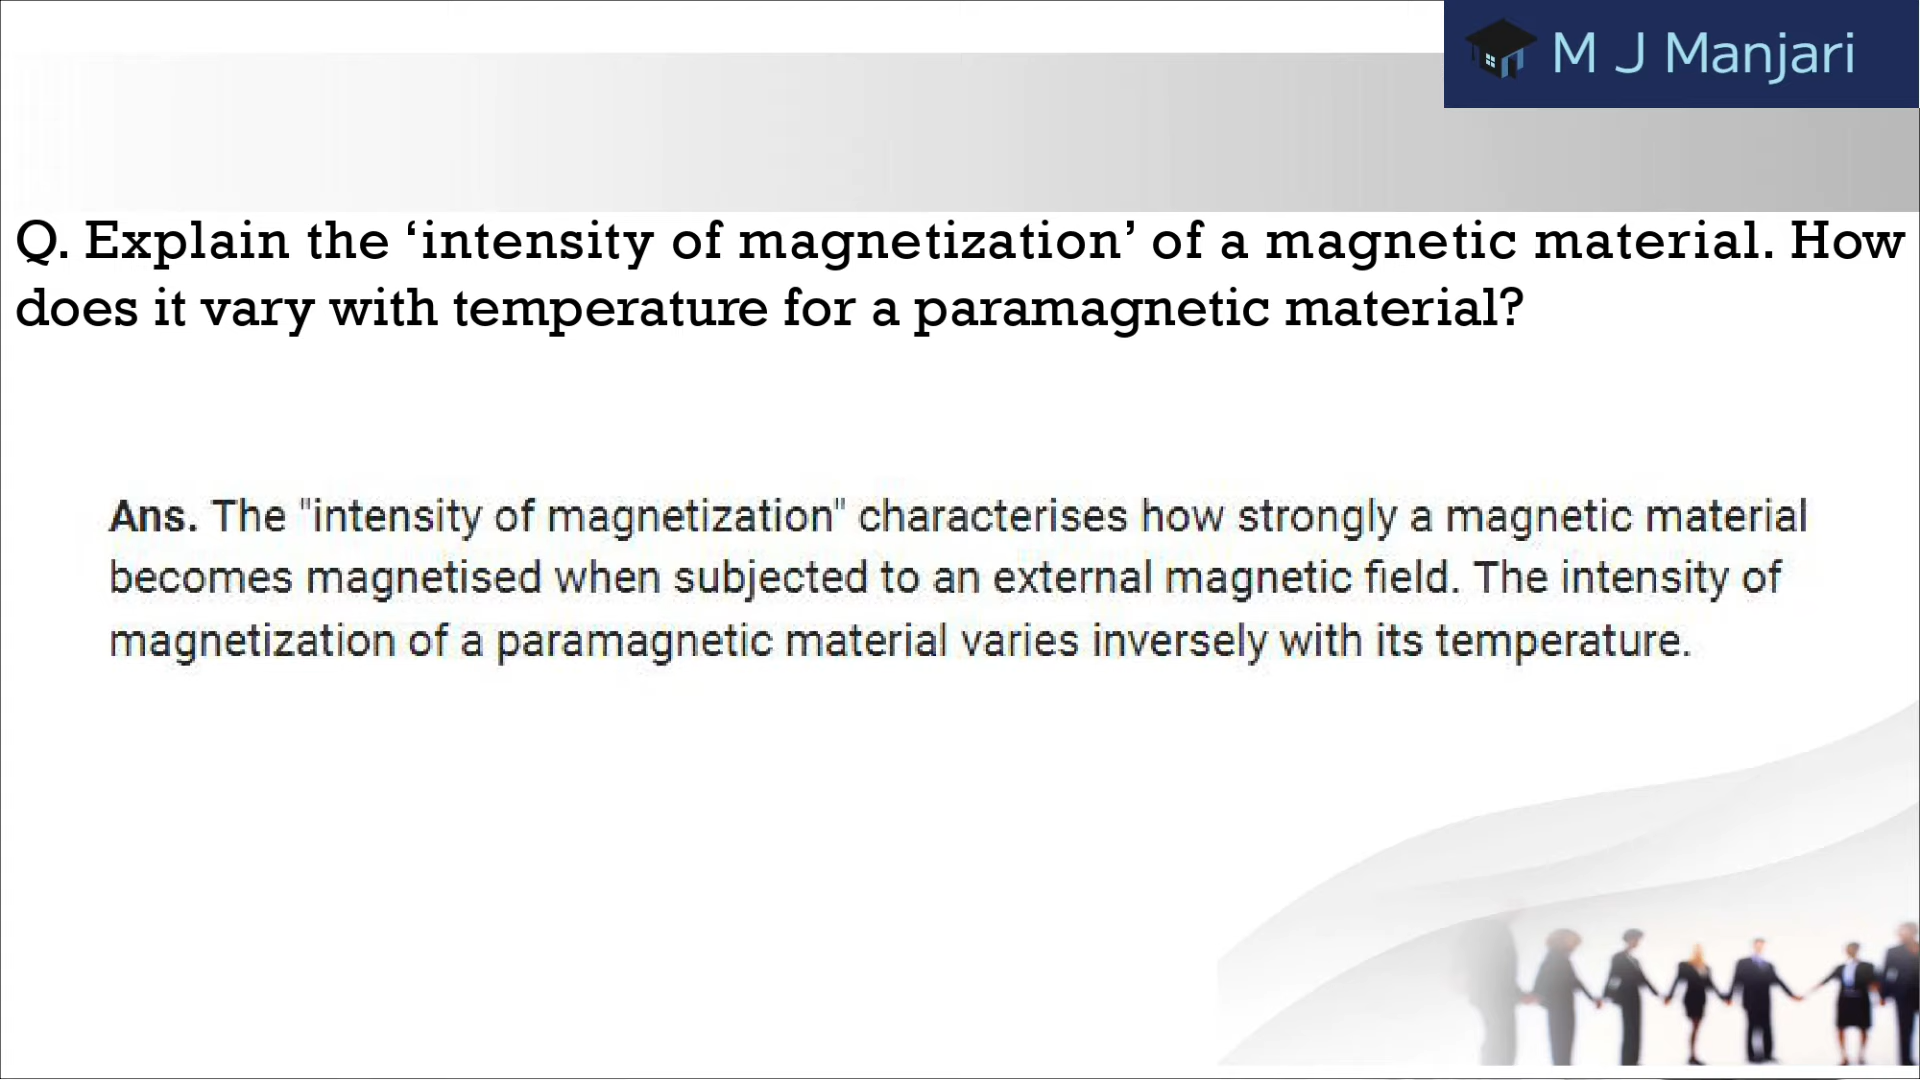 M J Manjari
Q. Explain the ‘intensity of magnetization’ of a magnetic material. How
does it vary with temperature for a paramagnetic material?
Ans. The "intensity of magnetization" characterises how strongly a magnetic material
becomes magnetised when subjected to an external magnetic field. The intensity of
magnetization of a paramagnetic material varies inversely with its temperature.